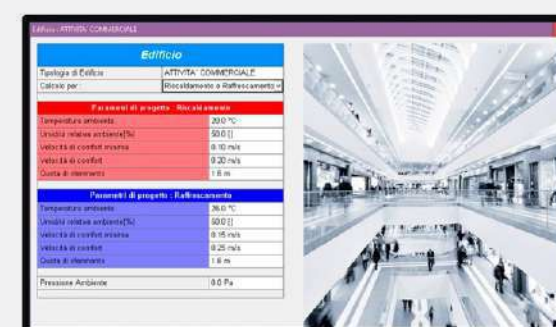 Edificio - ATTIVITA' COMMERCIALE
Edificio
Tipologia di Edificio ATTIVITA' COMMERCIALE
Calcolo per : Riscaldamento e Raffrescamento
Parametri di progetto : Riscaldamento
Temperatura ambiente 20.0 °C
Umidità relativa ambiente[%] 50.0 []
Velocità di comfort minima 0.10 m/s
Velocità di comfort 0.20 m/s
Quota di riferimento 1.6 m
Parametri di progetto : Raffrescamento
Temperatura ambiente 26.0 °C
Umidità relativa ambiente[%] 50.0 []
Velocità di comfort minima 0.15 m/s
Velocità di comfort 0.25 m/s
Quota di riferimento 1.6 m
Pressione Ambiente 0.0 Pa